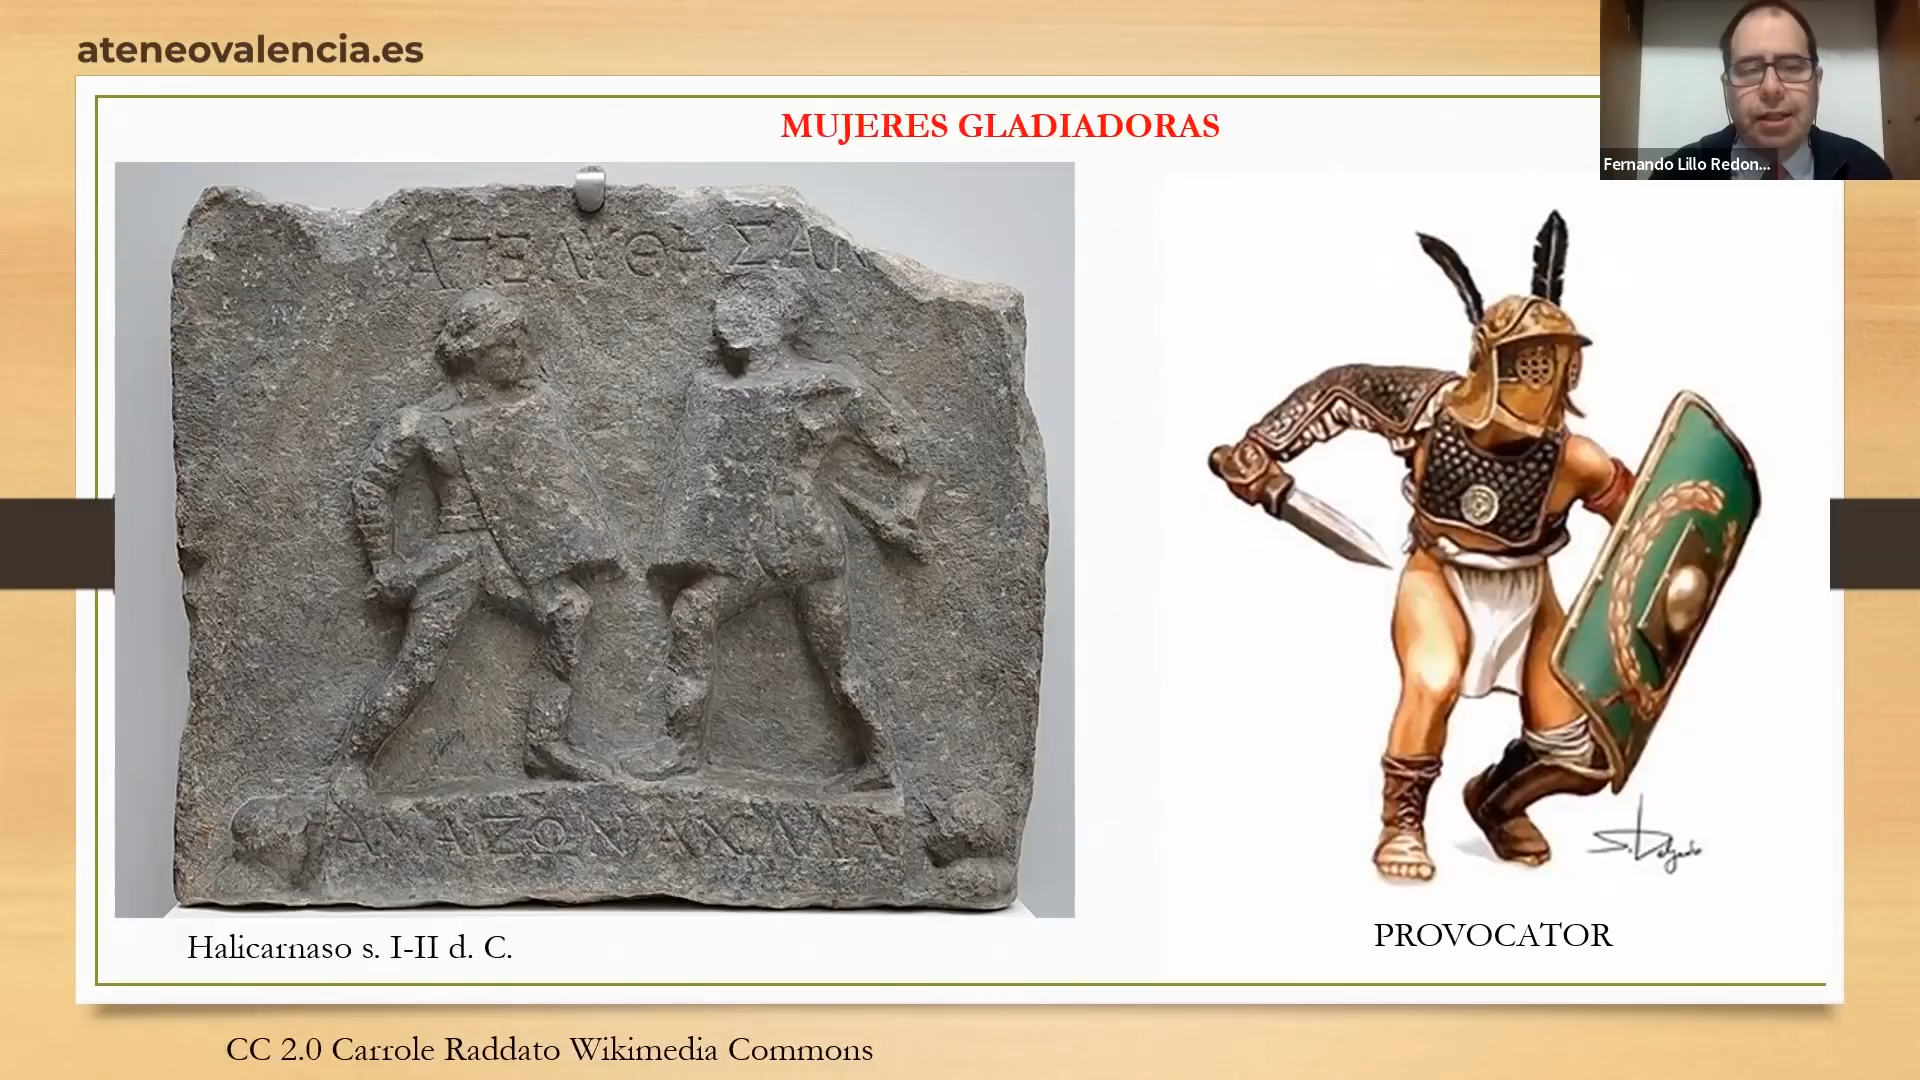 ateneovalencia.es
MUJERES GLADIADORAS
Fernando Lillo Redon...
ΑΠΕΛΥΘΗΣΑΝ
ΑΜΑΖΩΝ ΑΧΙΛΛΙΑ
Halicarnaso s. I-II d. C.
PROVOCATOR
CC 2.0 Carrole Raddato Wikimedia Commons